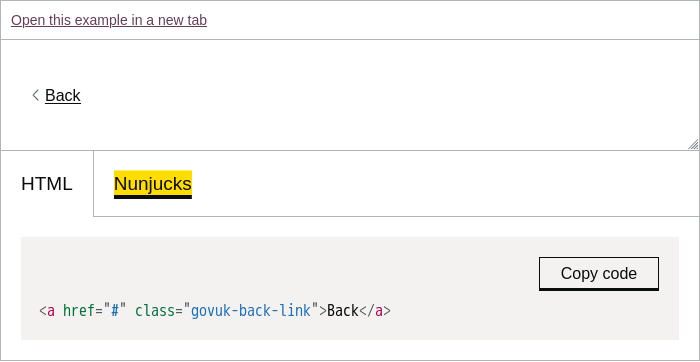 Open this example in a new tab
Back
HTML Nunjucks
Copy code
<a href="#" class="govuk-back-link">Back</a>